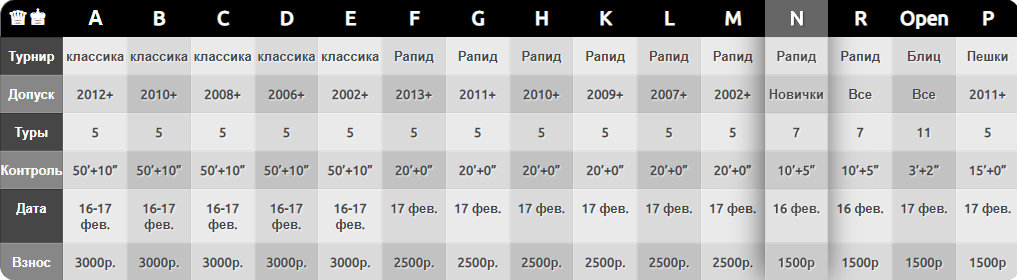 ♛♚ A B C D E F G H K L M N R Open P
Турнир классика классика классика классика классика Рапид Рапид Рапид Рапид Рапид Рапид Рапид Рапид Блиц Пешки
Допуск 2012+ 2010+ 2008+ 2006+ 2002+ 2013+ 2011+ 2010+ 2009+ 2007+ 2002+ Новички Все Все 2011+
Туры 5 5 5 5 5 5 5 5 5 5 5 7 7 11 5
Контроль 50’+10” 50’+10” 50’+10” 50’+10” 50’+10” 20’+0” 20’+0” 20’+0” 20’+0” 20’+0” 20’+0” 10’+5” 10’+5” 3’+2” 15’+0”
Дата 16-17 16-17 16-17 16-17 16-17 17 фев. 17 фев. 17 фев. 17 фев. 17 фев. 17 фев. 16 фев. 16 фев. 17 фев. 17 фев.
фев. фев. фев. фев. фев.
Взнос 3000р. 3000р. 3000р. 3000р. 3000р. 2500р. 2500р. 2500р. 2500р. 2500р. 2500р. 1500р 1500р 1500р 1500р